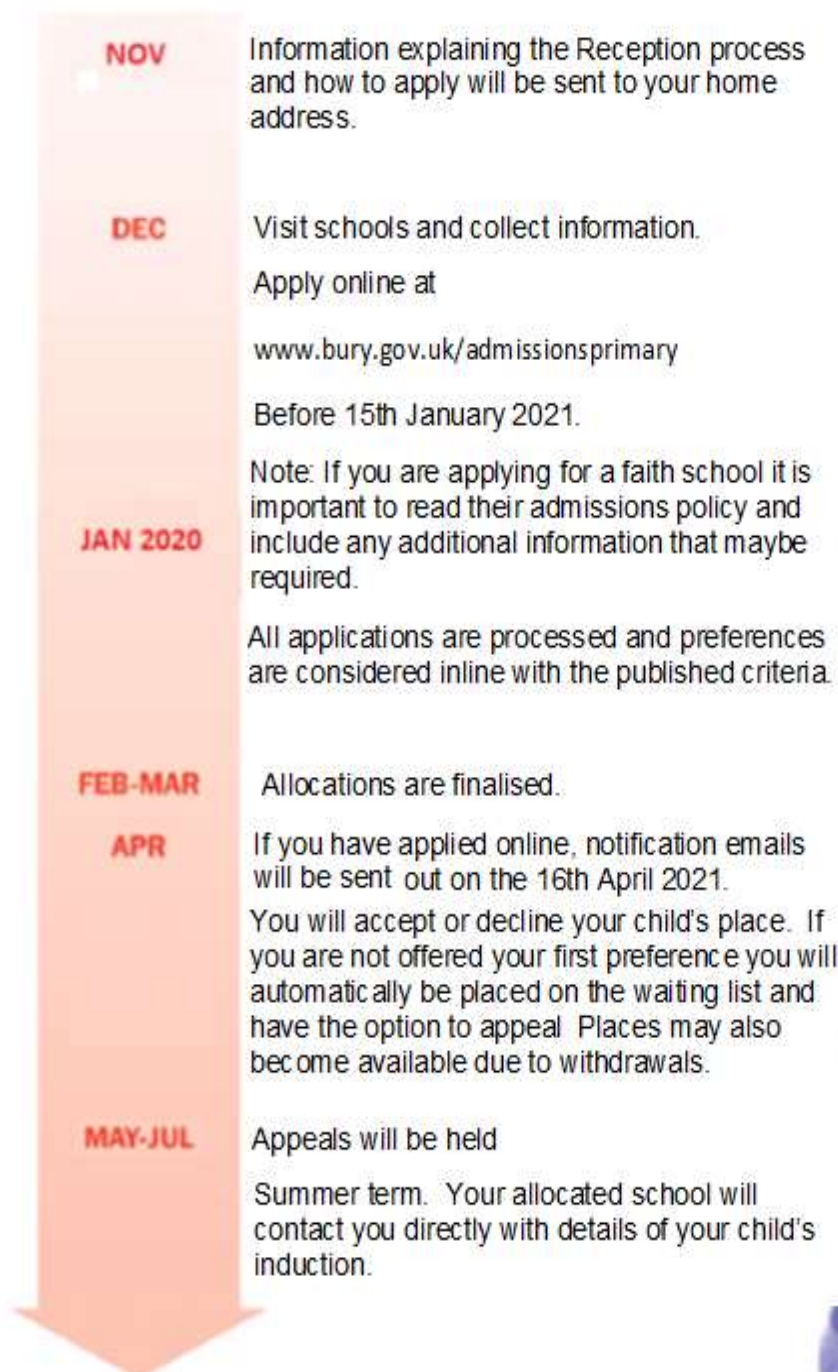 NOV
Information explaining the Reception process
and how to apply will be sent to your home
address.
DEC
Visit schools and collect information.
Apply online at
www.bury.gov.uk/admissionsprimary
Before 15th January 2021.
JAN 2020
Note: If you are applying for a faith school it is
important to read their admissions policy and
include any additional information that maybe
required.
All applications are processed and preferences
are considered inline with the published criteria.
FEB-MAR
Allocations are finalised.
APR
If you have applied online, notification emails
will be sent out on the 16th April 2021.
You will accept or decline your child's place. If
you are not offered your first preference you will
automatically be placed on the waiting list and
have the option to appeal Places may also
become available due to withdrawals.
MAY-JUL
Appeals will be held
Summer term. Your allocated school will
contact you directly with details of your child's
induction.